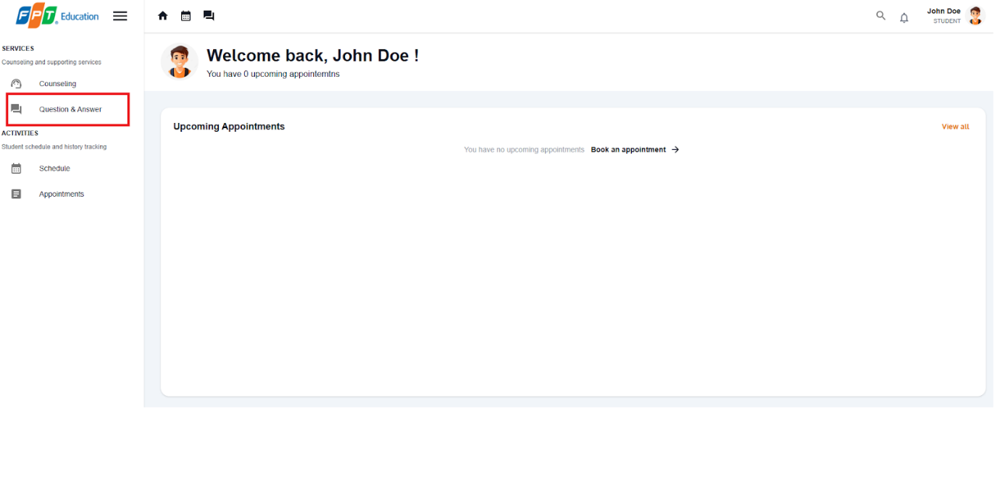 FPT Education
John Doe
STUDENT
SERVICES
Counseling and supporting services
Counseling
Question & Answer
ACTIVITIES
Student schedule and history tracking
Schedule
Appointments
Welcome back, John Doe !
You have 0 upcoming appointemtns
Upcoming Appointments
View all
You have no upcoming appointments Book an appointment →